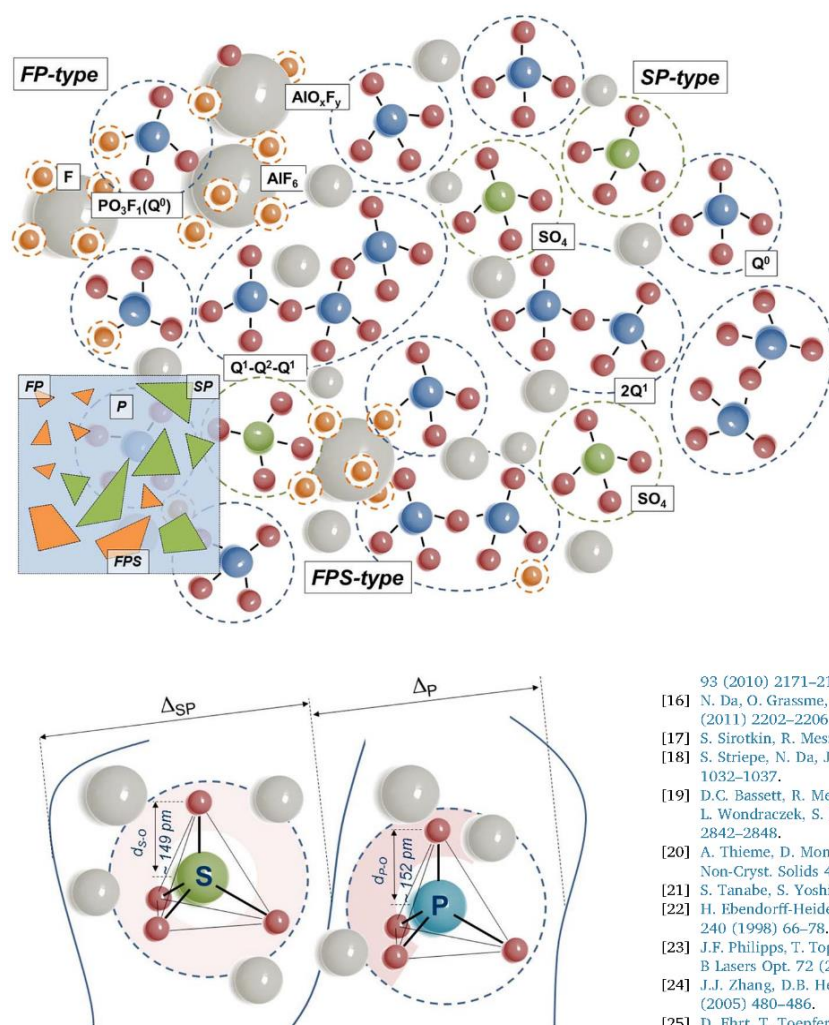 FP-type
SP-type
AlOxFy
F
AlF6
PO3F1(Q0)
SO4
Q0
Q1-Q2-Q1
2Q1
FP
SP
P
SO4
FPS
FPS-type
ΔSP
ΔP
dS-O
~ 149 pm
S
dP-O
~ 152 pm
P
93 (2010) 2171–21
[16] N. Da, O. Grassme,
(2011) 2202–2206
[17] S. Sirotkin, R. Mes
[18] S. Striepe, N. Da, J
1032–1037.
[19] D.C. Bassett, R. Me
L. Wondraczek, S.
2842–2848.
[20] A. Thieme, D. Mon
Non-Cryst. Solids 4
[21] S. Tanabe, S. Yoshi
[22] H. Ebendorff-Heide
240 (1998) 66–78.
[23] J.F. Philipps, T. Top
B Lasers Opt. 72 (2
[24] J.J. Zhang, D.B. He
(2005) 480–486.
[25] D. Ehrt, T. Toepfer